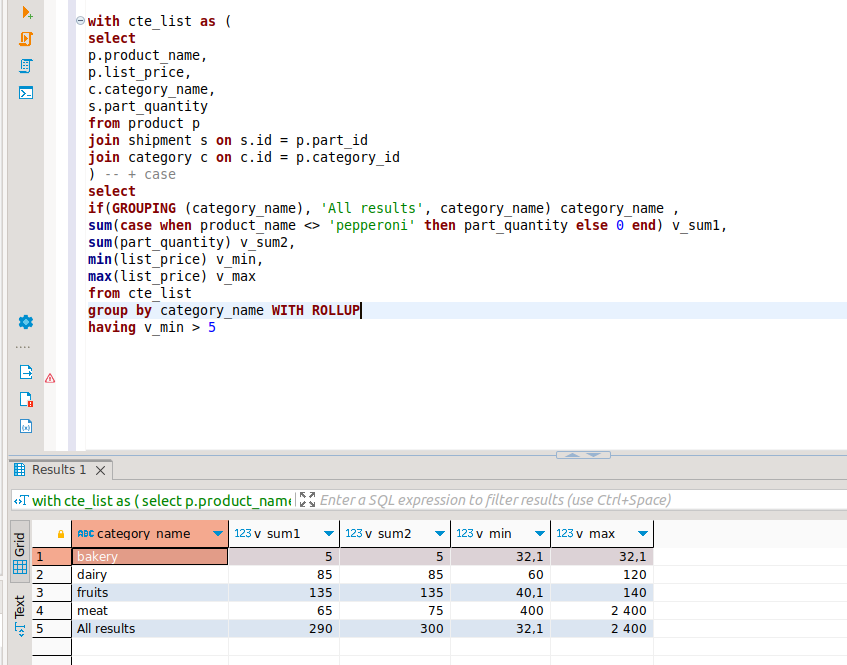 with cte_list as (
select
p.product_name,
p.list_price,
c.category_name,
s.part_quantity
from product p
join shipment s on s.id = p.part_id
join category c on c.id = p.category_id
) -- + case
select
if(GROUPING (category_name), 'All results', category_name) category_name ,
sum(case when product_name <> 'pepperoni' then part_quantity else 0 end) v_sum1,
sum(part_quantity) v_sum2,
min(list_price) v_min,
max(list_price) v_max
from cte_list
group by category_name WITH ROLLUP
having v_min > 5
Results 1
with cte_list as ( select p.product_name Enter a SQL expression to filter results (use Ctrl+Space)
Grid
Text
ABC category_name 123 v_sum1 123 v_sum2 123 v_min 123 v_max
1 bakery 5 5 32,1 32,1
2 dairy 85 85 60 120
3 fruits 135 135 40,1 140
4 meat 65 75 400 2 400
5 All results 290 300 32,1 2 400